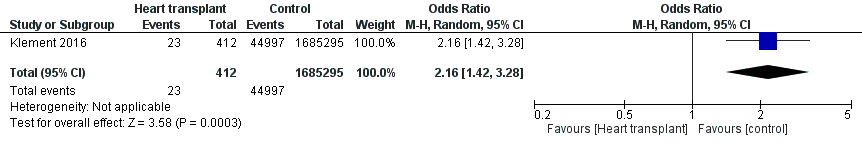 Heart transplant Control Odds Ratio Odds Ratio
Study or Subgroup Events Total Events Total Weight M-H, Random, 95% CI M-H, Random, 95% CI
Klement 2016 23 412 44997 1685295 100.0% 2.16 [1.42, 3.28]
Total (95% CI) 412 1685295 100.0% 2.16 [1.42, 3.28]
Total events 23 44997
Heterogeneity: Not applicable
Test for overall effect: Z = 3.58 (P = 0.0003)
0.2 0.5 1 2 5
Favours [Heart transplant] Favours [control]